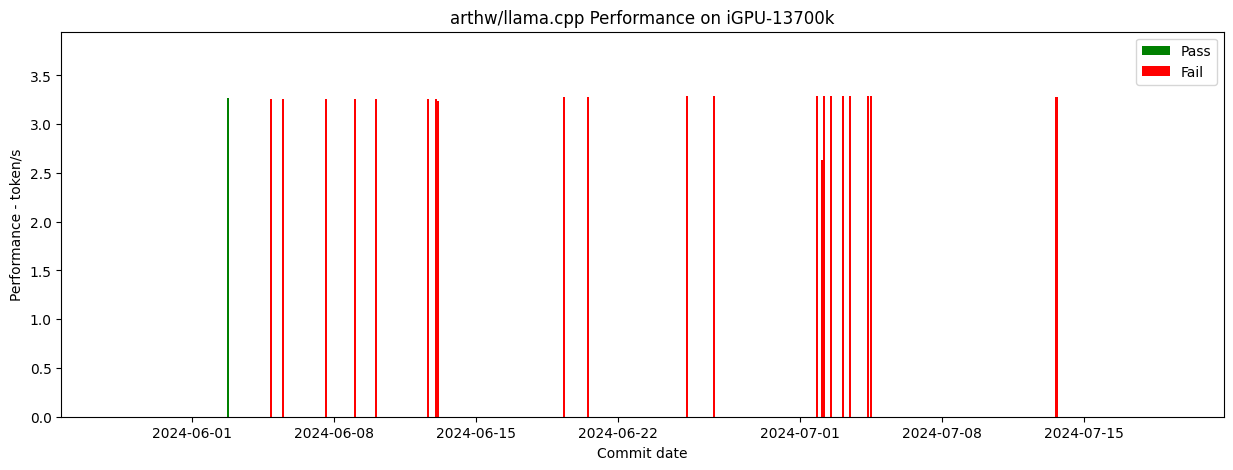 arthw/llama.cpp Performance on iGPU-13700k
Pass
Fail
Performance - token/s
3.5
3.0
2.5
2.0
1.5
1.0
0.5
0.0
2024-06-01 2024-06-08 2024-06-15 2024-06-22 2024-07-01 2024-07-08 2024-07-15
Commit date